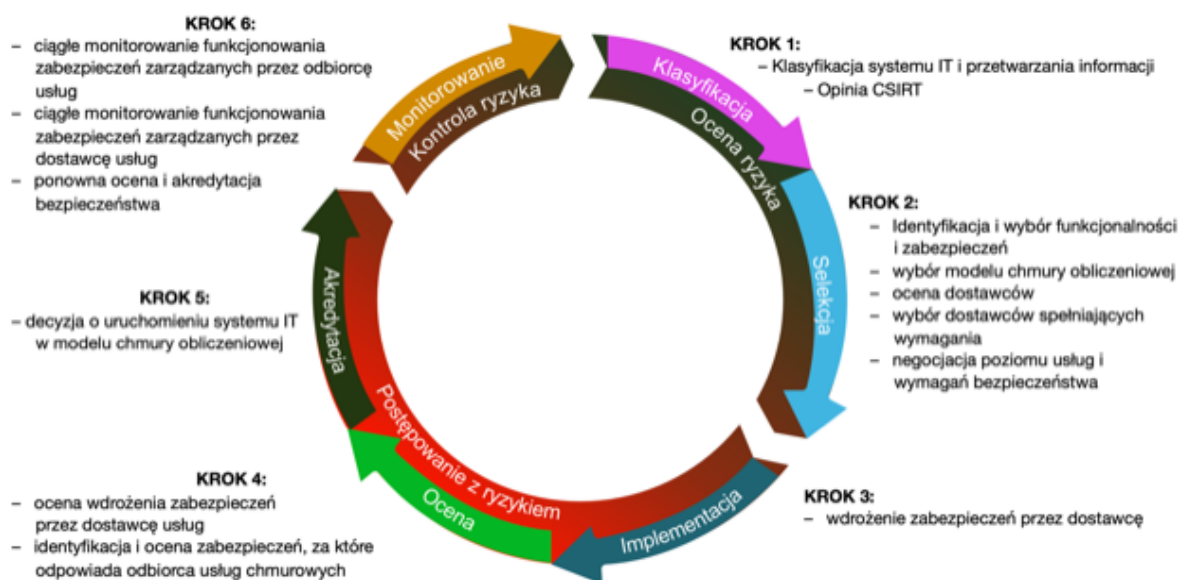 KROK 1:
– Klasyfikacja systemu IT i przetwarzania informacji
– Opinia CSIRT
KROK 2:
– Identyfikacja i wybór funkcjonalności
i zabezpieczeń
– wybór modelu chmury obliczeniowej
– ocena dostawców
– wybór dostawców spełniających
wymagania
– negocjacja poziomu usług i
wymagań bezpieczeństwa
KROK 3:
– wdrożenie zabezpieczeń przez dostawcę
KROK 4:
– ocena wdrożenia zabezpieczeń
przez dostawcę usług
– identyfikacja i ocena zabezpieczeń, za które
odpowiada odbiorca usług chmurowych
KROK 5:
– decyzja o uruchomieniu systemu IT
w modelu chmury obliczeniowej
KROK 6:
– ciągłe monitorowanie funkcjonowania
zabezpieczeń zarządzanych przez odbiorcę
usług
– ciągłe monitorowanie funkcjonowania
zabezpieczeń zarządzanych przez
dostawcę usług
– ponowna ocena i akredytacja
bezpieczeństwa
Klasyfikacja
Ocena ryzyka
Selekcja
Implementacja
Ocena
Postępowanie z ryzykiem
Akredytacja
Monitorowanie
Kontrola ryzyka